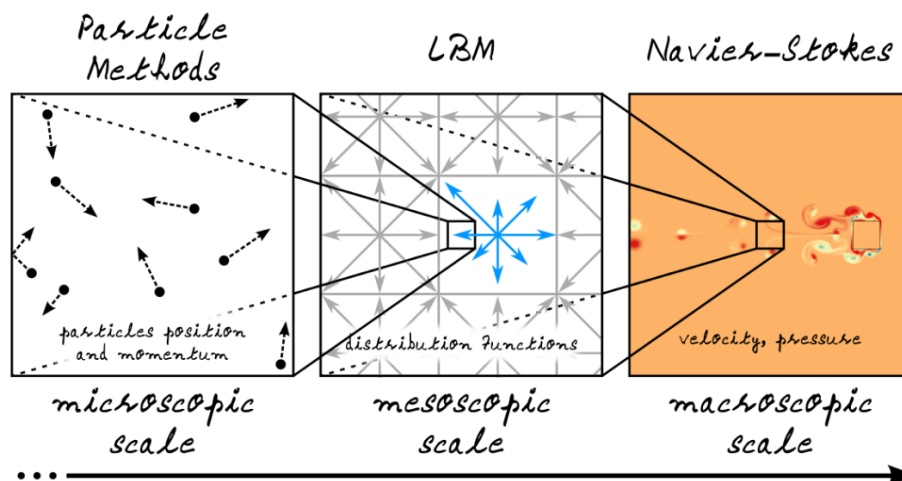 Particle
Methods
LBM
Navier-Stokes
particles position
and momentum
distribution functions
velocity, pressure
microscopic
scale
mesoscopic
scale
macroscopic
scale